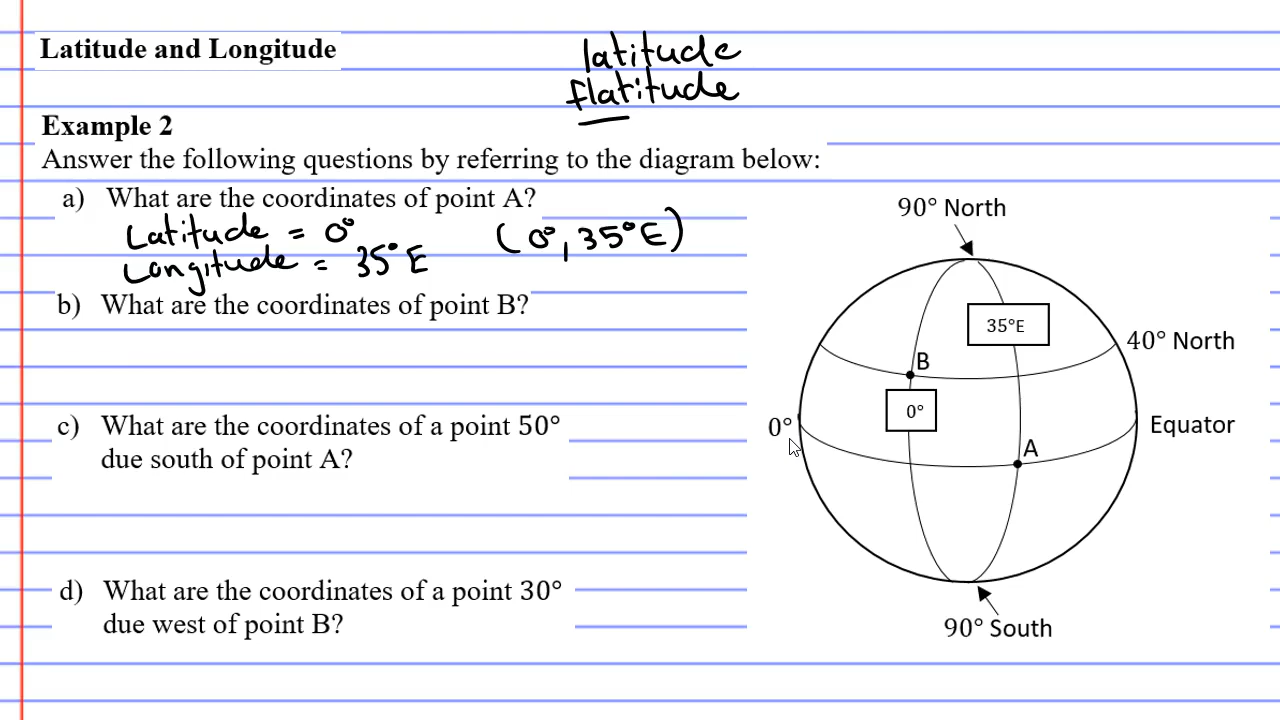 Latitude and Longitude
latitude
flatitude
Example 2
Answer the following questions by referring to the diagram below:
a) What are the coordinates of point A?
Latitude = 0°
(0°, 35°E)
Longitude = 35°E
b) What are the coordinates of point B?
c) What are the coordinates of a point 50°
due south of point A?
d) What are the coordinates of a point 30°
due west of point B?
90° North
35°E
40° North
B
0°
0°
Equator
A
90° South